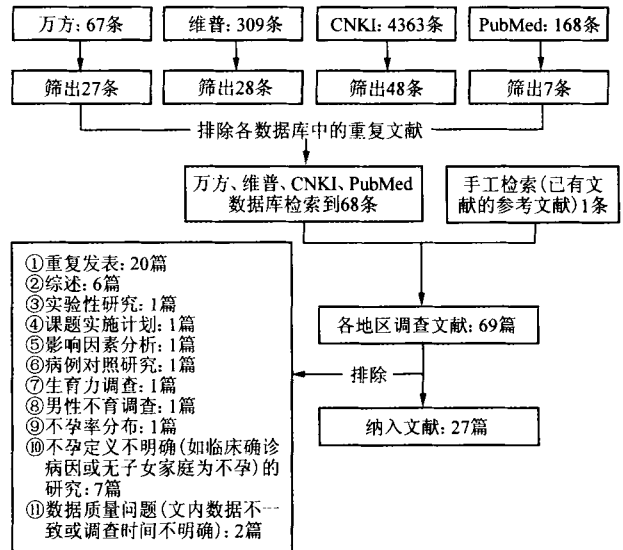 万方: 67条
维普: 309条
CNKI: 4363条
PubMed: 168条
筛出27条
筛出28条
筛出48条
筛出7条
排除各数据库中的重复文献
万方、维普、CNKI、PubMed
数据库检索到68条
手工检索(已有文
献的参考文献)1条
①重复发表: 20篇
②综述: 6篇
③实验性研究: 1篇
④课题实施计划: 1篇
⑤影响因素分析: 1篇
⑥病例对照研究: 1篇
⑦生育力调查: 1篇
⑧男性不育调查: 1篇
⑨不孕率分布: 1篇
⑩不孕定义不明确(如临床确诊
病因或无子女家庭为不孕)的
研究: 7篇
⑪数据质量问题(文内数据不一
致或调查时间不明确): 2篇
各地区调查文献: 69篇
排除
纳入文献: 27篇